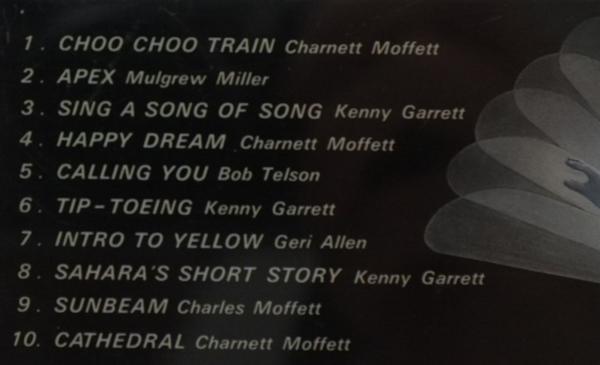 1. CHOO CHOO TRAIN Charnett Moffett
2. APEX Mulgrew Miller
3. SING A SONG OF SONG Kenny Garrett
4. HAPPY DREAM Charnett Moffett
5. CALLING YOU Bob Telson
6. TIP-TOEING Kenny Garrett
7. INTRO TO YELLOW Geri Allen
8. SAHARA'S SHORT STORY Kenny Garrett
9. SUNBEAM Charles Moffett
10. CATHEDRAL Charnett Moffett